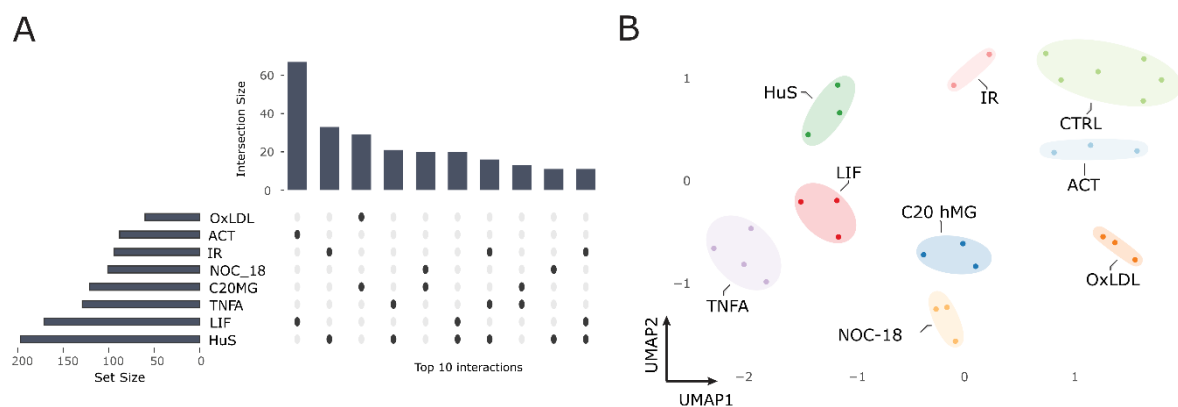 A
Intersection Size
60
40
20
0
OxLDL
ACT
IR
NOC_18
C20MG
TNFA
LIF
HuS
200 150 100 50 0
Set Size
Top 10 interactions
B
1
0
−1
HuS
IR
CTRL
ACT
LIF
C20 hMG
OxLDL
TNFA
NOC-18
UMAP2
UMAP1
−2 −1 0 1